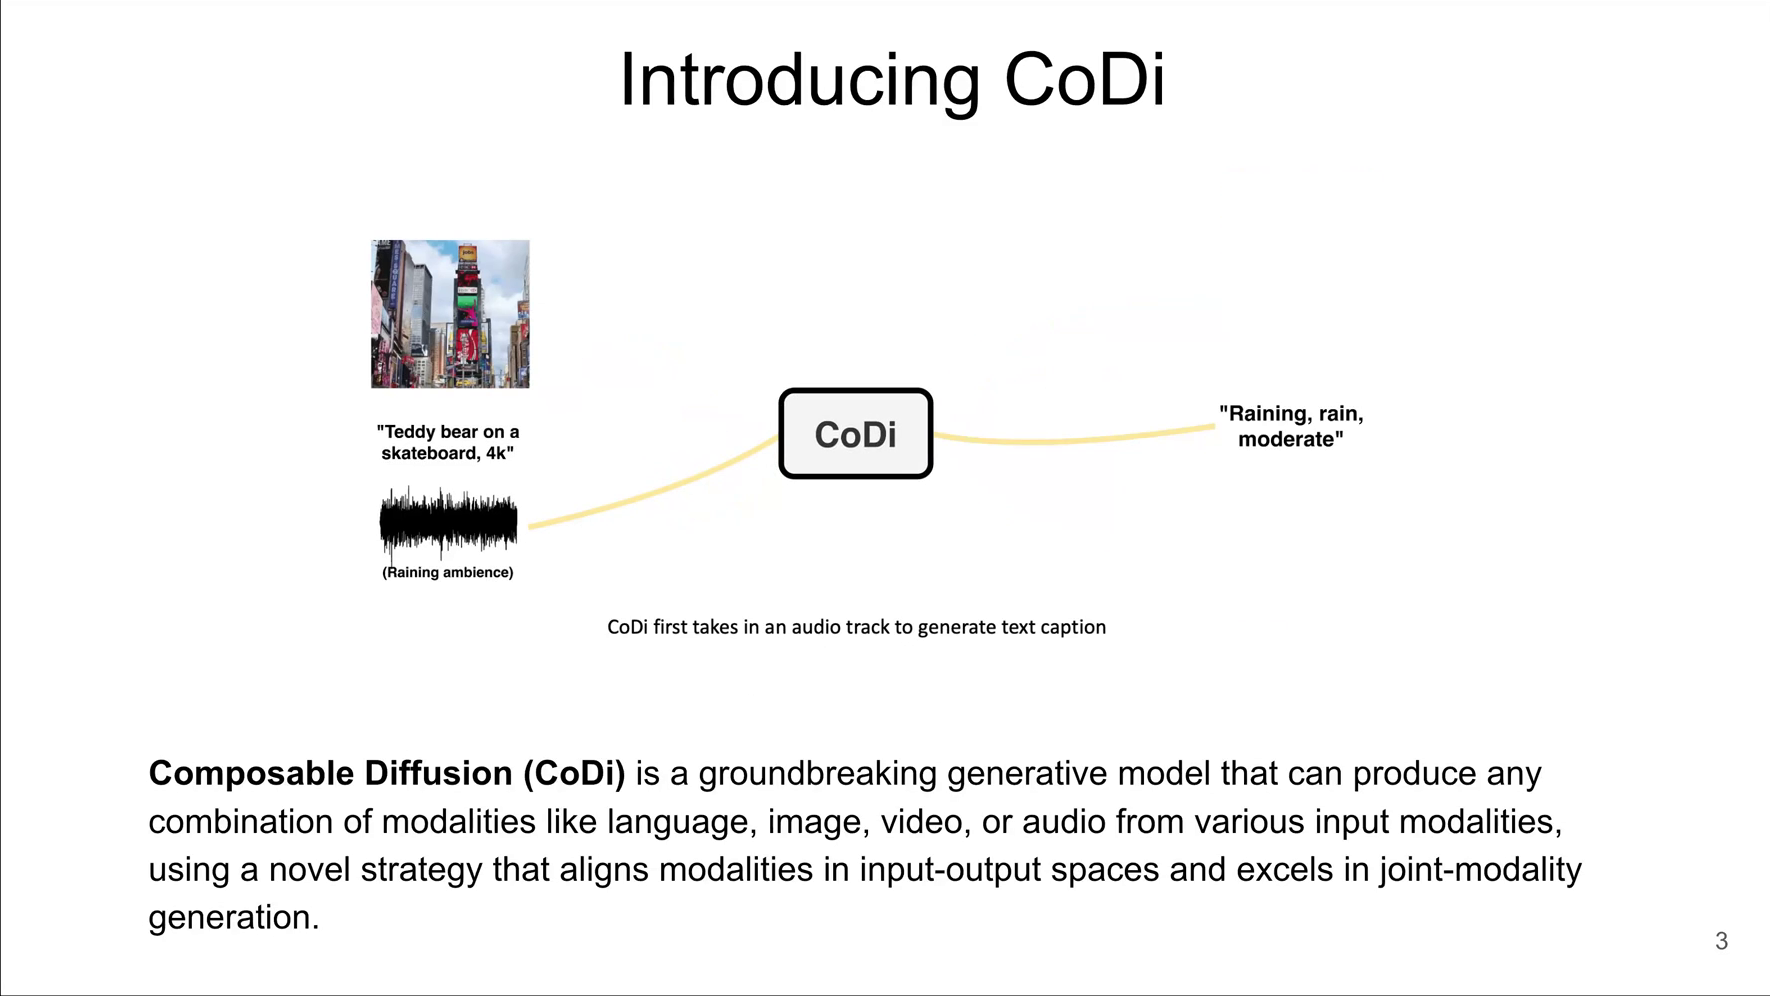 Introducing CoDi
"Teddy bear on a
skateboard, 4k"
(Raining ambience)
CoDi
"Raining, rain,
moderate"
CoDi first takes in an audio track to generate text caption
Composable Diffusion (CoDi) is a groundbreaking generative model that can produce any
combination of modalities like language, image, video, or audio from various input modalities,
using a novel strategy that aligns modalities in input-output spaces and excels in joint-modality
generation.
3